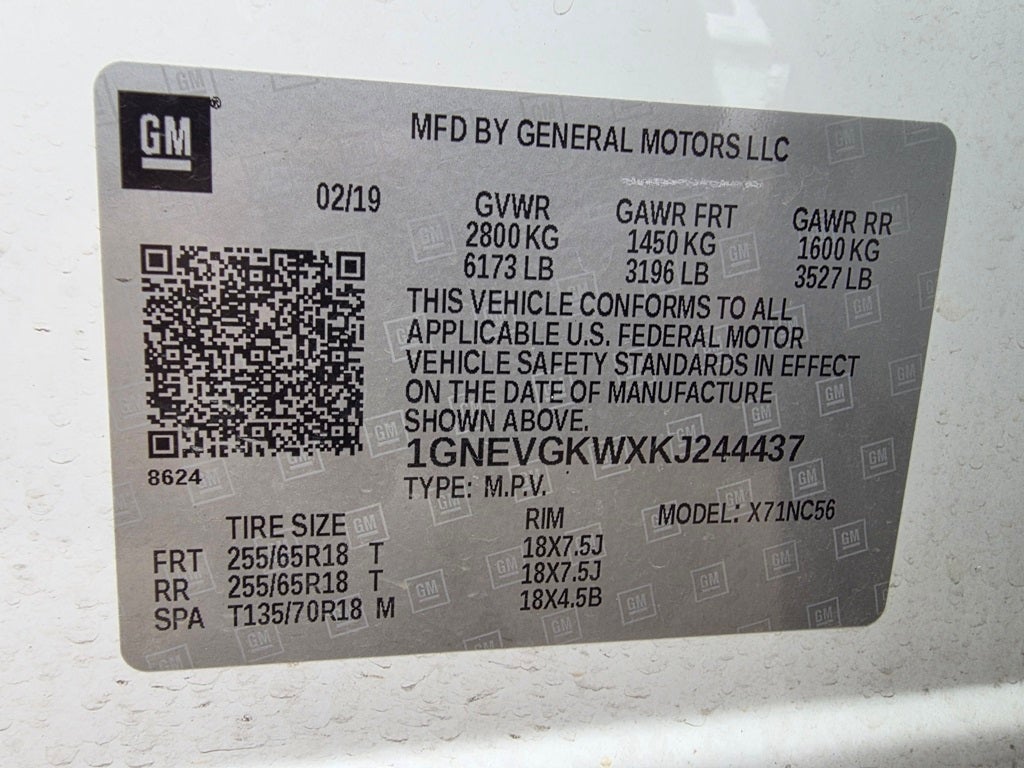 GM®
MFD BY GENERAL MOTORS LLC
02/19
GVWR GAWR FRT GAWR RR
2800 KG 1450 KG 1600 KG
6173 LB 3196 LB 3527 LB
THIS VEHICLE CONFORMS TO ALL
APPLICABLE U.S. FEDERAL MOTOR
VEHICLE SAFETY STANDARDS IN EFFECT
ON THE DATE OF MANUFACTURE
SHOWN ABOVE.
1GNEVGKWXKJ244437
8624
TYPE: M.P.V.
TIRE SIZE RIM MODEL: X71NC56
FRT 255/65R18 T 18X7.5J
RR 255/65R18 T 18X7.5J
SPA T135/70R18 M 18X4.5B